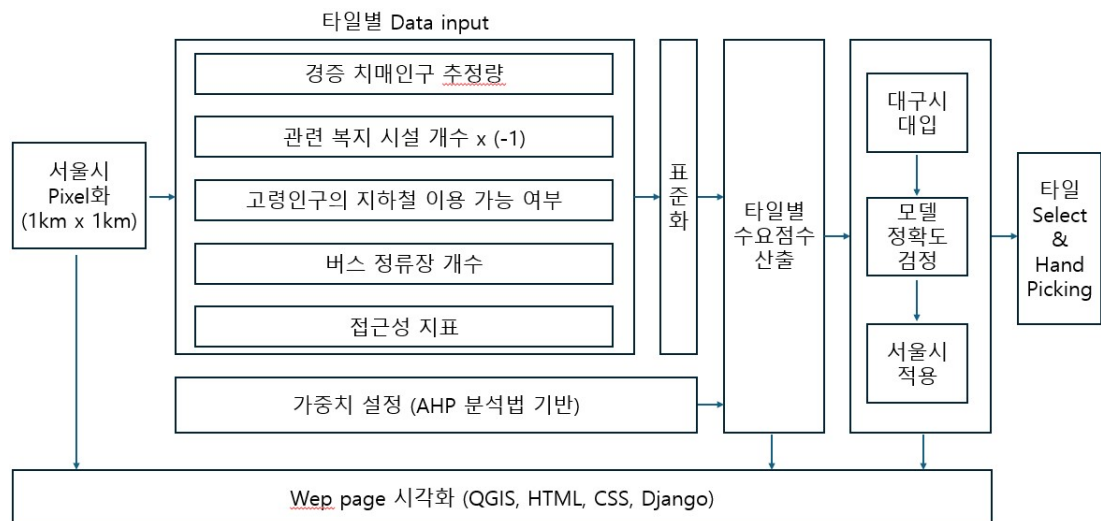 타일별 Data input
서울시
Pixel화
(1km x 1km)
경증 치매인구 추정량
관련 복지 시설 개수 x (-1)
고령인구의 지하철 이용 가능 여부
버스 정류장 개수
접근성 지표
표
준
화
가중치 설정 (AHP 분석법 기반)
타일별
수요점수
산출
대구시
대입
모델
정확도
검정
서울시
적용
타일
Select
&
Hand
Picking
Wep page 시각화 (QGIS, HTML, CSS, Django)